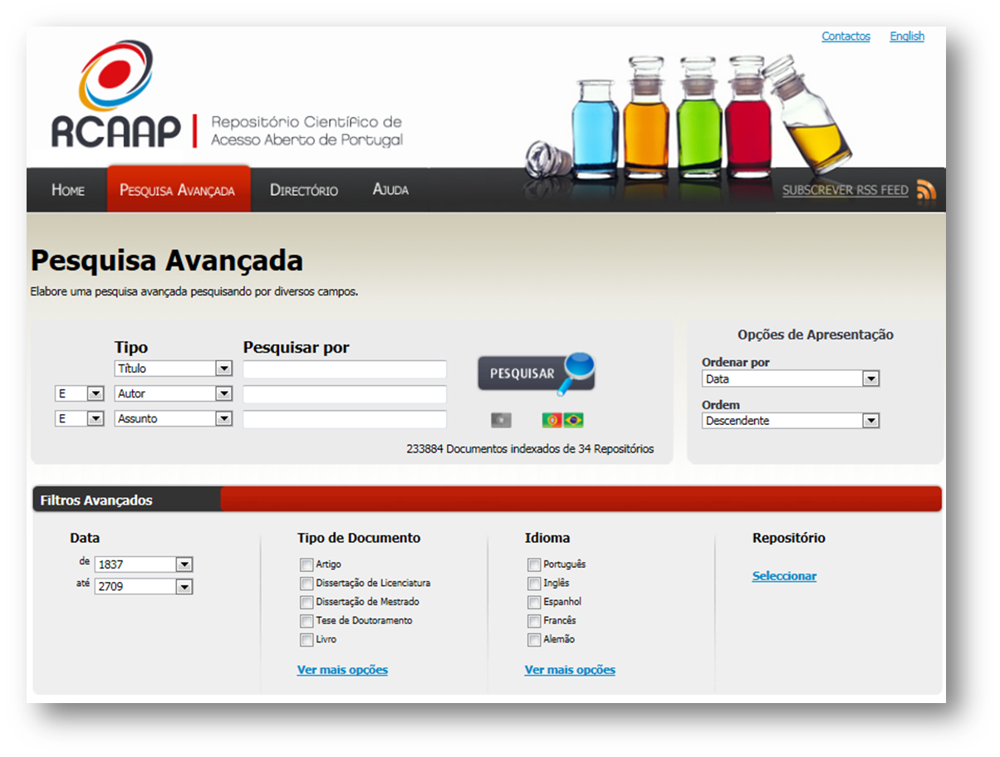 Contactos English
RCAAP
Repositório Científico de
Acesso Aberto de Portugal
Home Pesquisa Avançada Directório Ajuda SUBSCREVER RSS FEED
Pesquisa Avançada
Elabore uma pesquisa avançada pesquisando por diversos campos.
Tipo Pesquisar por
Título
E Autor
E Assunto
PESQUISAR
233884 Documentos indexados de 34 Repositórios
Opções de Apresentação
Ordenar por
Data
Ordem
Descendente
Filtros Avançados
Data
de 1837
até 2709
Tipo de Documento
Artigo
Dissertação de Licenciatura
Dissertação de Mestrado
Tese de Doutoramento
Livro
Ver mais opções
Idioma
Português
Inglês
Espanhol
Francês
Alemão
Ver mais opções
Repositório
Seleccionar